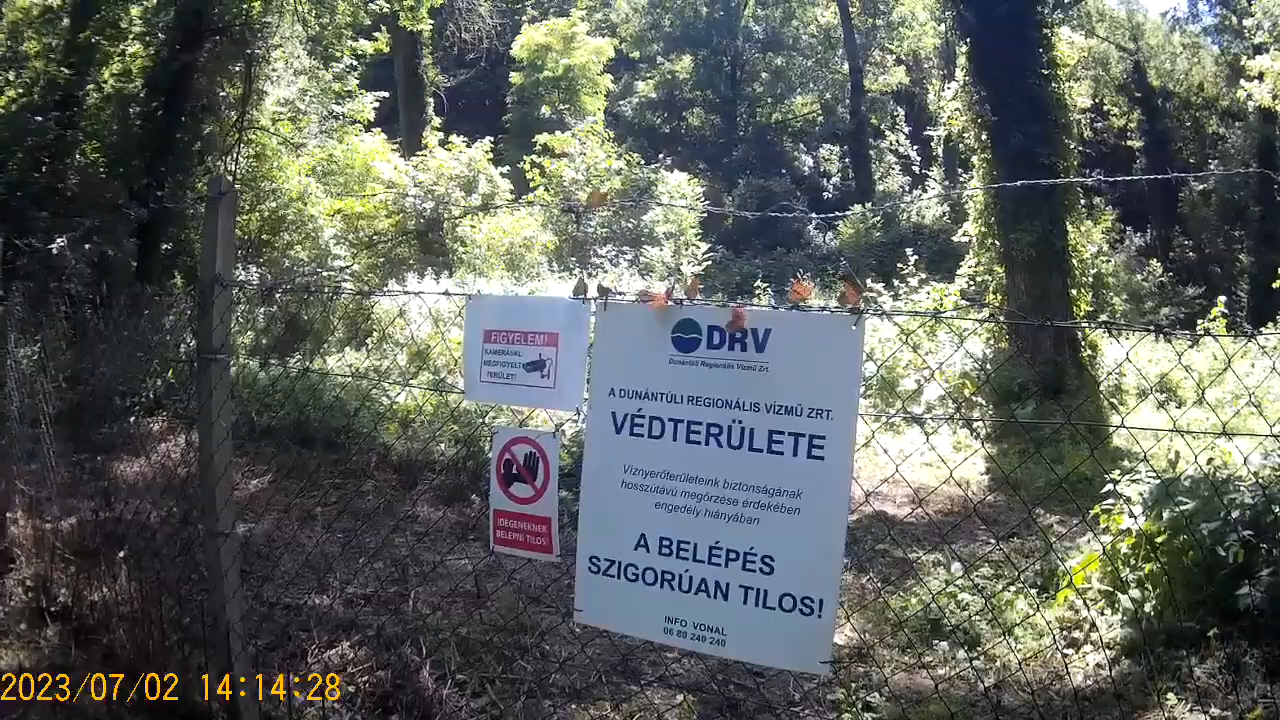 FIGYELEM!
KAMERÁVAL
MEGFIGYELT
TERÜLET!
IDEGENEKNEK
BELÉPNI TILOS!
DRV
Dunántúli Regionális Vízmű Zrt.
A DUNÁNTÚLI REGIONÁLIS VÍZMŰ ZRT.
VÉDTERÜLETE
Víznyerőterületeink biztonságának
hosszútávú megőrzése érdekében
engedély hiányában
A BELÉPÉS
SZIGORÚAN TILOS!
INFO VONAL
06 80 240 240
2023/07/02 14:14:28